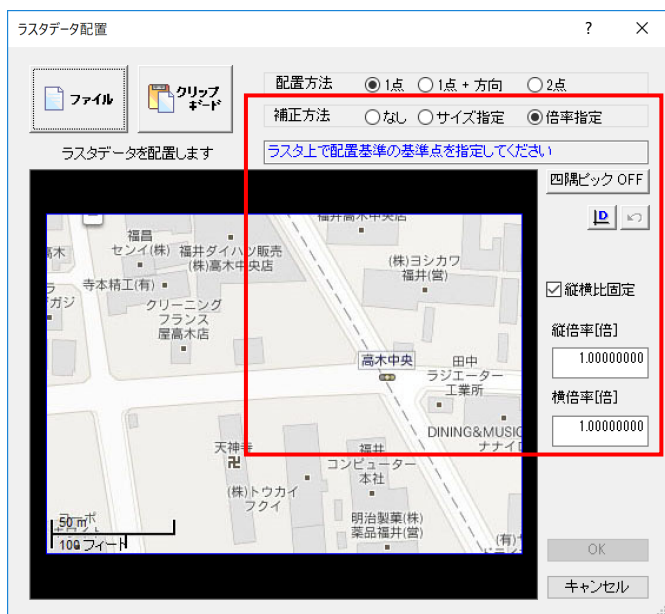 ラスタデータ配置
ファイル
クリップ
ボード
ラスタデータを配置します
配置方法 1点 1点 + 方向 2点
補正方法 なし サイズ指定 倍率指定
ラスタ上で配置基準の基準点を指定してください
四隅ピック OFF
縦横比固定
縦倍率[倍]
1.00000000
横倍率[倍]
1.00000000
OK
キャンセル
福井高木中央店
福昌
センイ(株)
福井ダイハツ販売
(株)高木中央店
(株)ヨシカワ
福井(営)
高木
寺本精工(有)
ガジ
クリーニング
フランス
屋高木店
高木中央
田中
ラジエーター
工業所
DINING&MUSIC
ナナイロ
天神寺
福井
コンピューター
本社
(株)トウカイ
フクイ
明治製菓(株)
薬品福井(営)
(有)
50 m
100 フィート